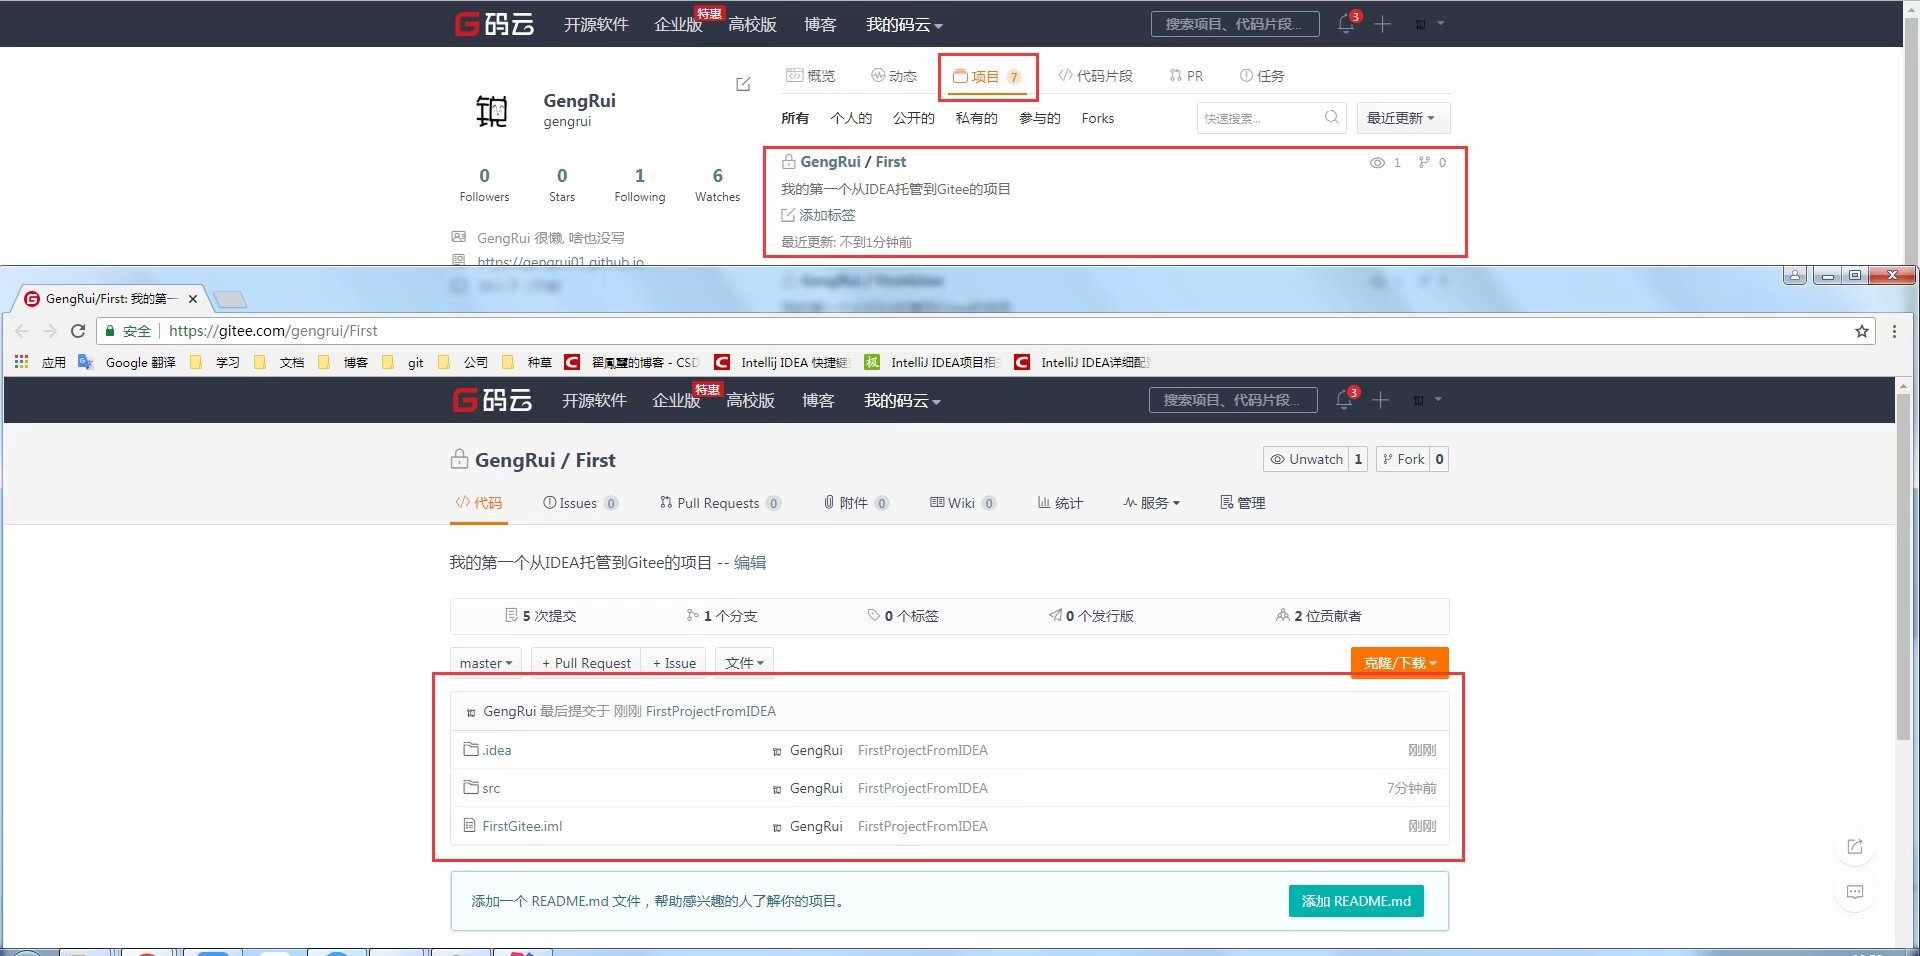 码云 开源软件 企业版 特惠 高校版 博客 我的码云 搜索项目、代码片段... 3
概览 动态 项目 7 代码片段 PR 任务
GengRui
gengrui
所有 个人的 公开的 私有的 参与的 Forks 快速搜索... 最近更新
GengRui / First 1 0
我的第一个从IDEA托管到Gitee的项目
添加标签
最近更新: 不到1分钟前
0 0 1 6
Followers Stars Following Watches
GengRui 很懒, 啥也没写
https://gengrui01.github.io
GengRui / FirstGitee
GengRui/First: 我的第一
安全 https://gitee.com/gengrui/First
应用 Google 翻译 学习 文档 博客 git 公司 种草 的博客 - CSD Intellij IDEA 快捷键 IntelliJ IDEA项目相 IntelliJ IDEA详细配
码云 开源软件 企业版 特惠 高校版 博客 我的码云 搜索项目、代码片段... 3
GengRui / First Unwatch 1 Fork 0
代码 Issues 0 Pull Requests 0 附件 0 Wiki 0 统计 服务 管理
我的第一个从IDEA托管到Gitee的项目 -- 编辑
5 次提交 1 个分支 0 个标签 0 个发行版 2 位贡献者
master + Pull Request + Issue 文件 克隆/下载
GengRui 最后提交于 刚刚 FirstProjectFromIDEA
.idea GengRui FirstProjectFromIDEA 刚刚
src GengRui FirstProjectFromIDEA 7分钟前
FirstGitee.iml GengRui FirstProjectFromIDEA 刚刚
添加一个 README.md 文件，帮助感兴趣的人了解你的项目。 添加 README.md